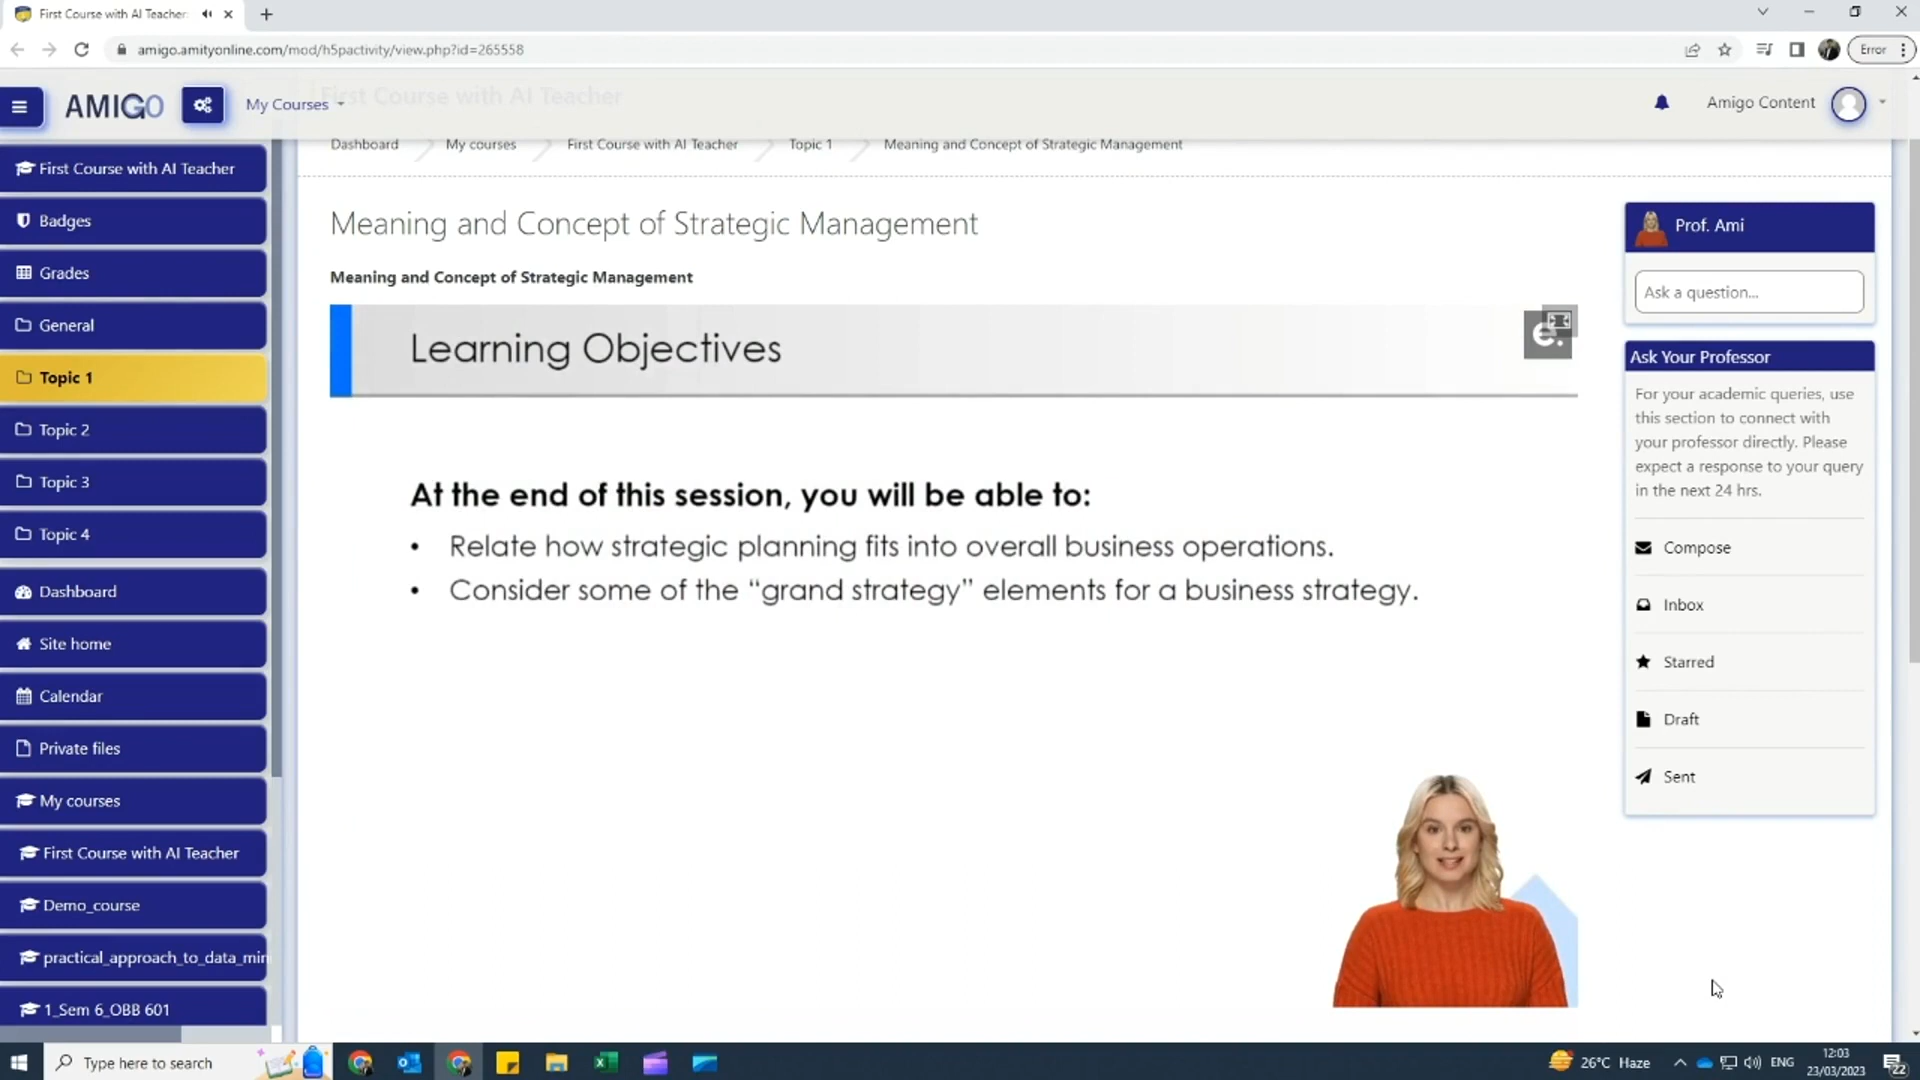 First Course with AI Teacher:
amigo.amityonline.com/mod/h5pactivity/view.php?id=265558
Error
AMIGO
My Courses
First Course with AI Teacher
Amigo Content
Dashboard
My courses
First Course with AI Teacher
Topic 1
Meaning and Concept of Strategic Management
First Course with AI Teacher
Badges
Grades
General
Topic 1
Topic 2
Topic 3
Topic 4
Dashboard
Site home
Calendar
Private files
My courses
First Course with AI Teacher
Demo_course
practical_approach_to_data_min
1_Sem 6_OBB 601
Meaning and Concept of Strategic Management
Meaning and Concept of Strategic Management
Learning Objectives
e.
At the end of this session, you will be able to:
• Relate how strategic planning fits into overall business operations.
• Consider some of the “grand strategy” elements for a business strategy.
Prof. Ami
Ask a question...
Ask Your Professor
For your academic queries, use
this section to connect with
your professor directly. Please
expect a response to your query
in the next 24 hrs.
Compose
Inbox
Starred
Draft
Sent
Type here to search
26°C Haze
ENG
12:03
23/03/2023
22